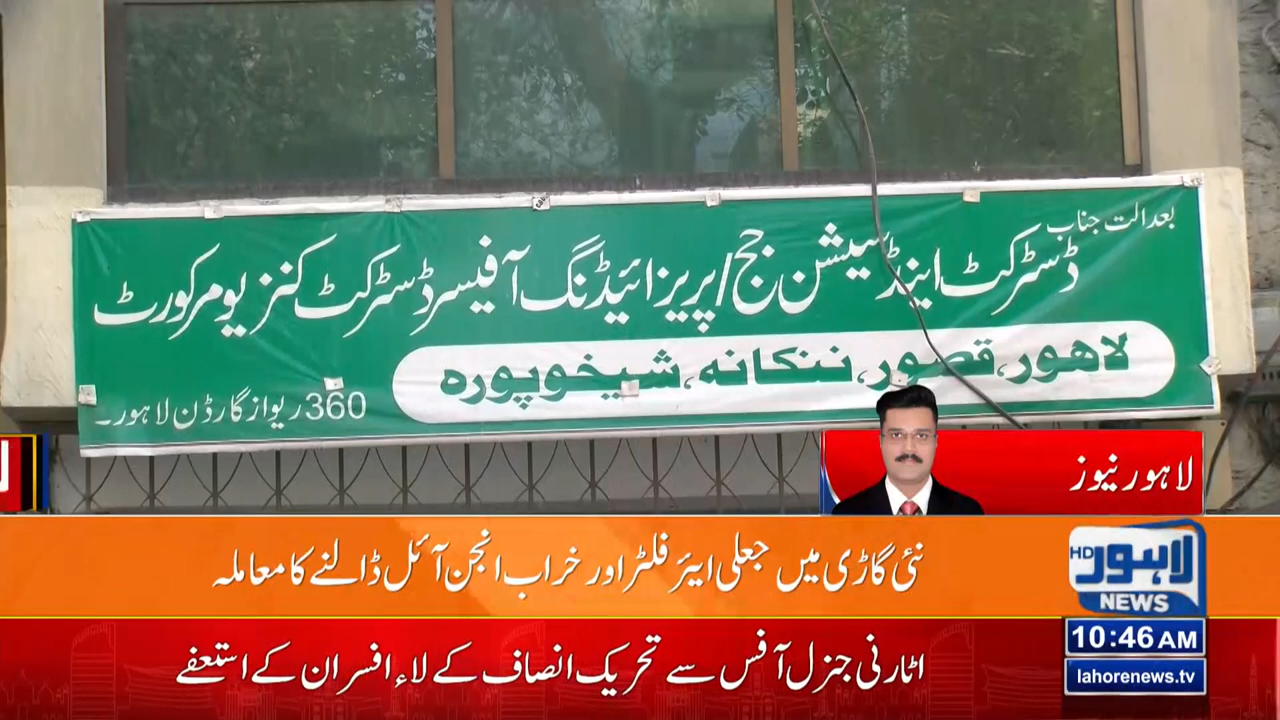 بعدالت جناب
ڈسٹرکٹ اینڈ سیشن جج/پریزائیڈنگ آفیسر ڈسٹرکٹ کنزیومر کورٹ
لاہور، قصور، ننکانہ، شیخوپورہ
360 ریواز گارڈن لاہور۔
لاہور نیوز
نئی گاڑی میں جعلی ایئر فلٹر اور خراب انجن آئل ڈالنے کا معاملہ
HD لاہور
NEWS
اٹارنی جنرل آفس سے تحریک انصاف کے لاء افسران کے استعفے
10:46 AM
lahorenews.tv